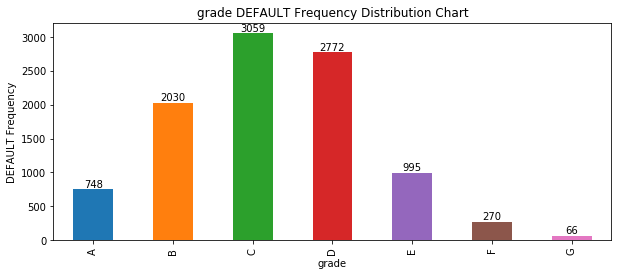 grade DEFAULT Frequency Distribution Chart
DEFAULT Frequency
3000
2500
2000
1500
1000
500
0
748
2030
3059
2772
995
270
66
A
B
C
D
E
F
G
grade